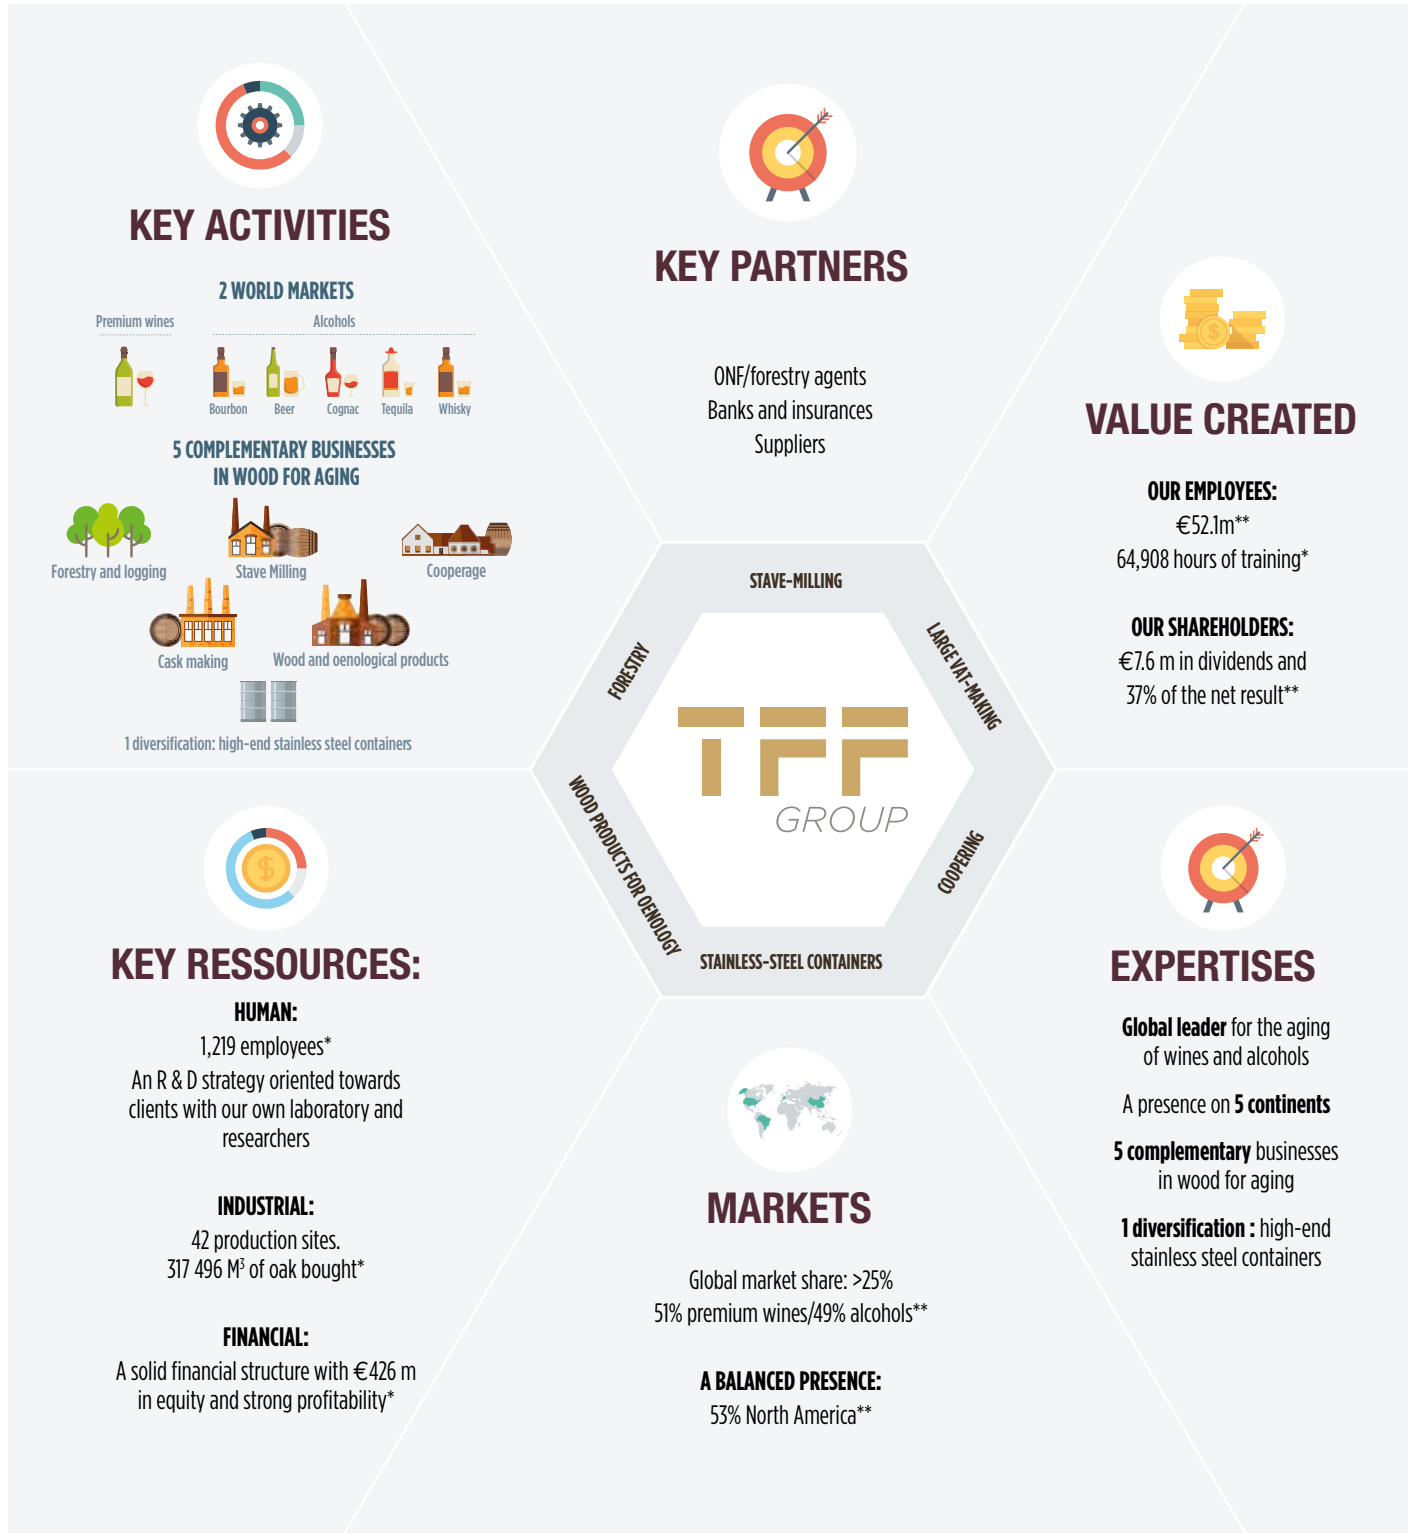 KEY ACTIVITIES
2 WORLD MARKETS
Premium wines
Alcohols
Bourbon
Beer
Cognac
Tequila
Whisky
5 COMPLEMENTARY BUSINESSES
IN WOOD FOR AGING
Forestry and logging
Stave Milling
Cooperage
Cask making
Wood and oenological products
1 diversification: high-end stainless steel containers
KEY PARTNERS
ONF/forestry agents
Banks and insurances
Suppliers
VALUE CREATED
OUR EMPLOYEES:
€52.1m**
64,908 hours of training*
OUR SHAREHOLDERS:
€7.6 m in dividends and
37% of the net result**
STAVE-MILLING
LARGE VAT-MAKING
COOPERING
STAINLESS-STEEL CONTAINERS
WOOD PRODUCTS FOR OENOLOGY
FORESTRY
TFF
GROUP
KEY RESSOURCES:
HUMAN:
1,219 employees*
An R & D strategy oriented towards
clients with our own laboratory and
researchers
INDUSTRIAL:
42 production sites.
317 496 M³ of oak bought*
FINANCIAL:
A solid financial structure with €426 m
in equity and strong profitability*
MARKETS
Global market share: >25%
51% premium wines/49% alcohols**
A BALANCED PRESENCE:
53% North America**
EXPERTISES
Global leader for the aging
of wines and alcohols
A presence on 5 continents
5 complementary businesses
in wood for aging
1 diversification : high-end
stainless steel containers